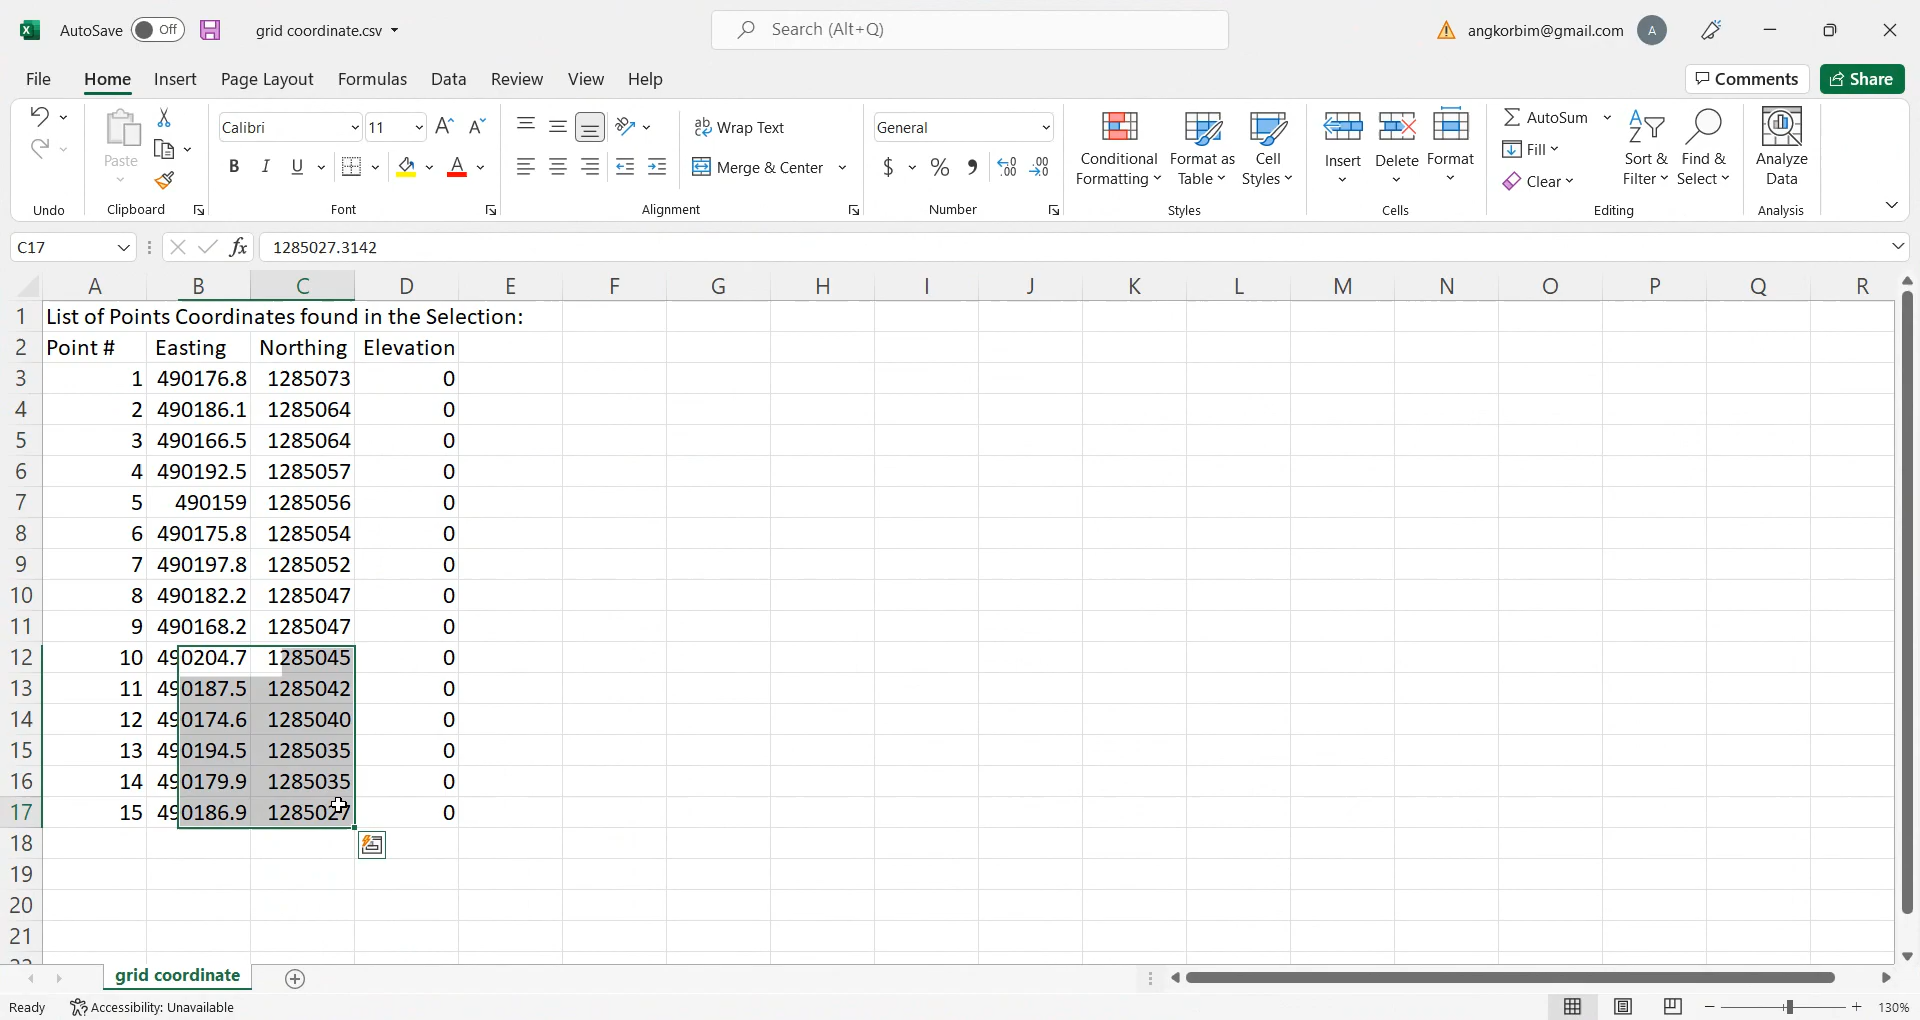 AutoSave Off grid coordinate.csv Search (Alt+Q) angkorbim@gmail.com A
File Home Insert Page Layout Formulas Data Review View Help Comments Share
Paste Calibri 11 Wrap Text General Conditional Formatting Format as Table Cell Styles Insert Delete Format AutoSum Sort & Filter Find & Select Analyze Data
B I U Merge & Center $ % Fill
Clear
Undo Clipboard Font Alignment Number Styles Cells Editing Analysis
C17 fx 1285027.3142
A B C D E F G H I J K L M N O P Q R
1 List of Points Coordinates found in the Selection:
2 Point # Easting Northing Elevation
3 1 490176.8 1285073 0
4 2 490186.1 1285064 0
5 3 490166.5 1285064 0
6 4 490192.5 1285057 0
7 5 490159 1285056 0
8 6 490175.8 1285054 0
9 7 490197.8 1285052 0
10 8 490182.2 1285047 0
11 9 490168.2 1285047 0
12 10 490204.7 1285045 0
13 11 490187.5 1285042 0
14 12 490174.6 1285040 0
15 13 490194.5 1285035 0
16 14 490179.9 1285035 0
17 15 490186.9 1285027 0
18
19
20
21
grid coordinate
Ready Accessibility: Unavailable 130%